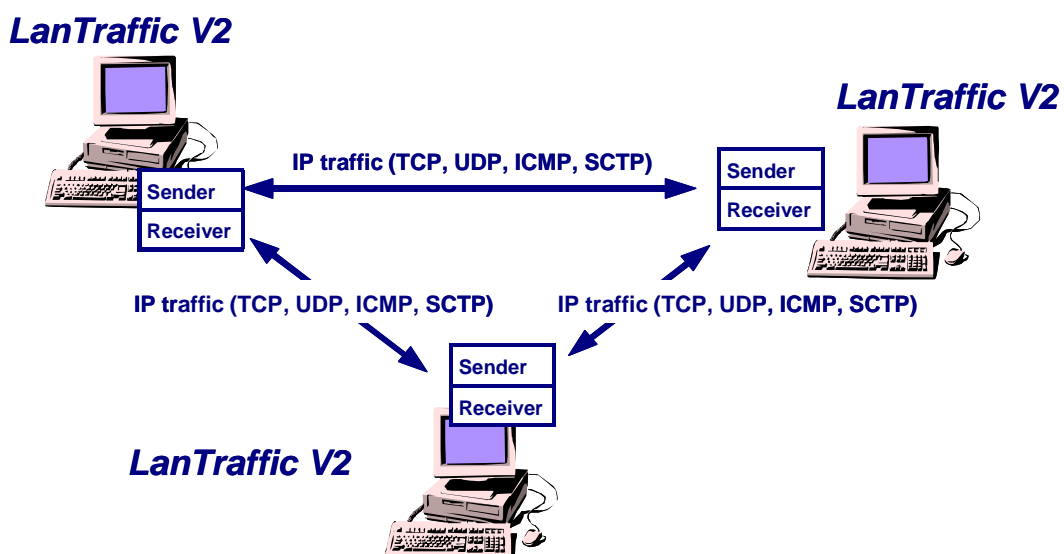 LanTraffic V2
LanTraffic V2
IP traffic (TCP, UDP, ICMP, SCTP)
Sender
Receiver
Sender
Receiver
IP traffic (TCP, UDP, ICMP, SCTP)
IP traffic (TCP, UDP, ICMP, SCTP)
Sender
Receiver
LanTraffic V2